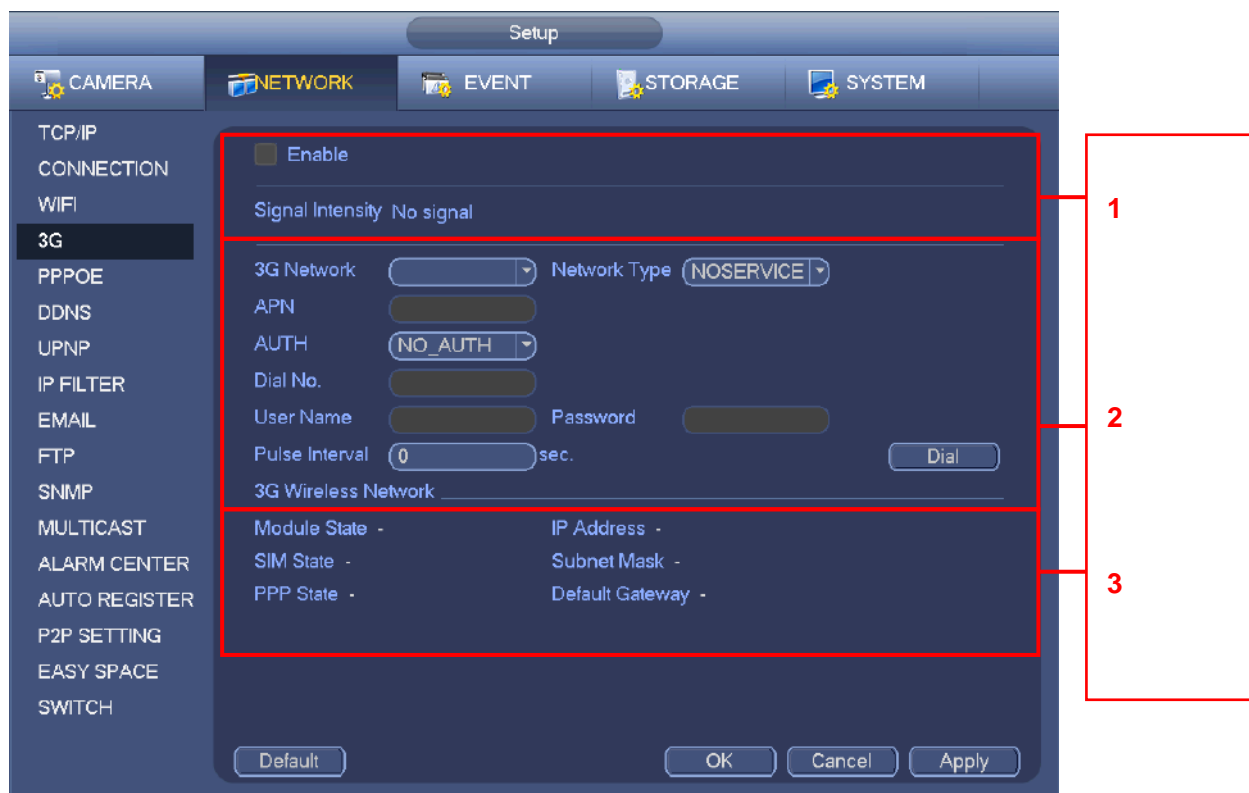 Setup
CAMERA NETWORK EVENT STORAGE SYSTEM
TCP/IP
CONNECTION
WIFI
3G
PPPOE
DDNS
UPNP
IP FILTER
EMAIL
FTP
SNMP
MULTICAST
ALARM CENTER
AUTO REGISTER
P2P SETTING
EASY SPACE
SWITCH
Enable
Signal Intensity No signal
3G Network Network Type NOSERVICE
APN
AUTH NO_AUTH
Dial No.
User Name Password
Pulse Interval 0 sec. Dial
3G Wireless Network
Module State - IP Address -
SIM State - Subnet Mask -
PPP State - Default Gateway -
Default OK Cancel Apply
1
2
3